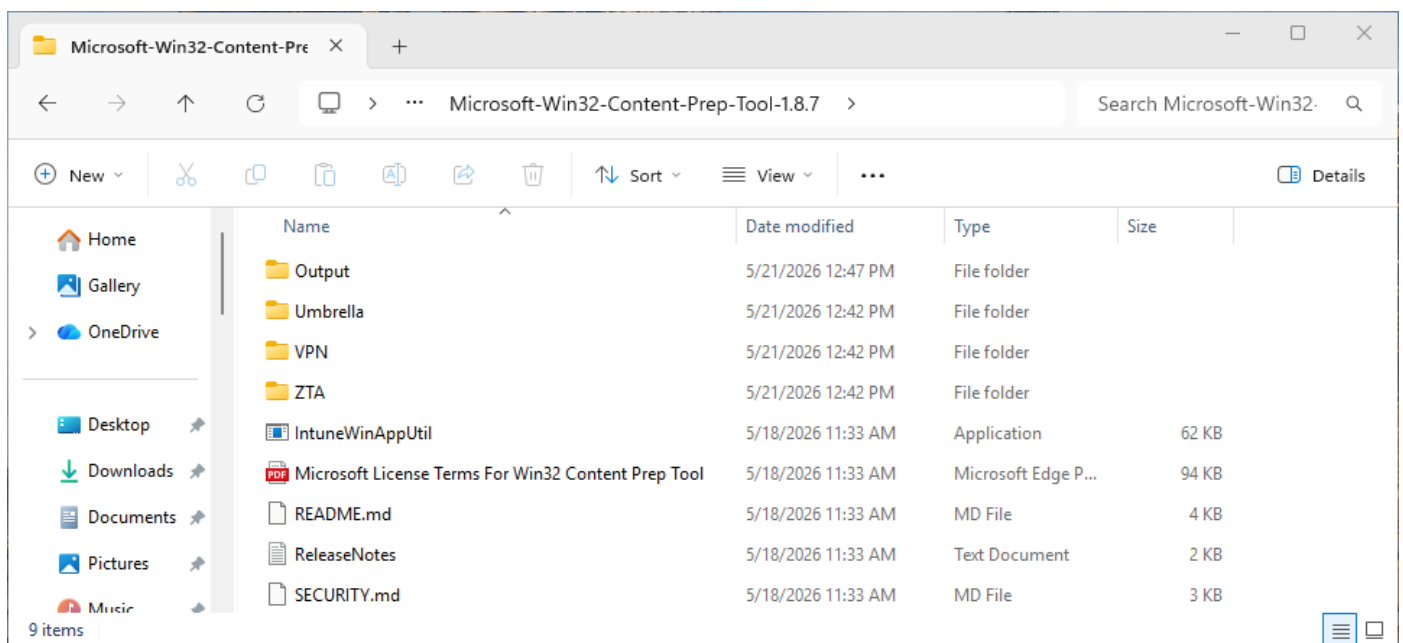 Microsoft-Win32-Content-Pre
Microsoft-Win32-Content-Prep-Tool-1.8.7
Search Microsoft-Win32-
New
Sort
View
Details
Name Date modified Type Size
Home
Gallery
OneDrive
Desktop
Downloads
Documents
Pictures
Music
Output 5/21/2026 12:47 PM File folder
Umbrella 5/21/2026 12:42 PM File folder
VPN 5/21/2026 12:42 PM File folder
ZTA 5/21/2026 12:42 PM File folder
IntuneWinAppUtil 5/18/2026 11:33 AM Application 62 KB
PDF Microsoft License Terms For Win32 Content Prep Tool 5/18/2026 11:33 AM Microsoft Edge P... 94 KB
README.md 5/18/2026 11:33 AM MD File 4 KB
ReleaseNotes 5/18/2026 11:33 AM Text Document 2 KB
SECURITY.md 5/18/2026 11:33 AM MD File 3 KB
9 items